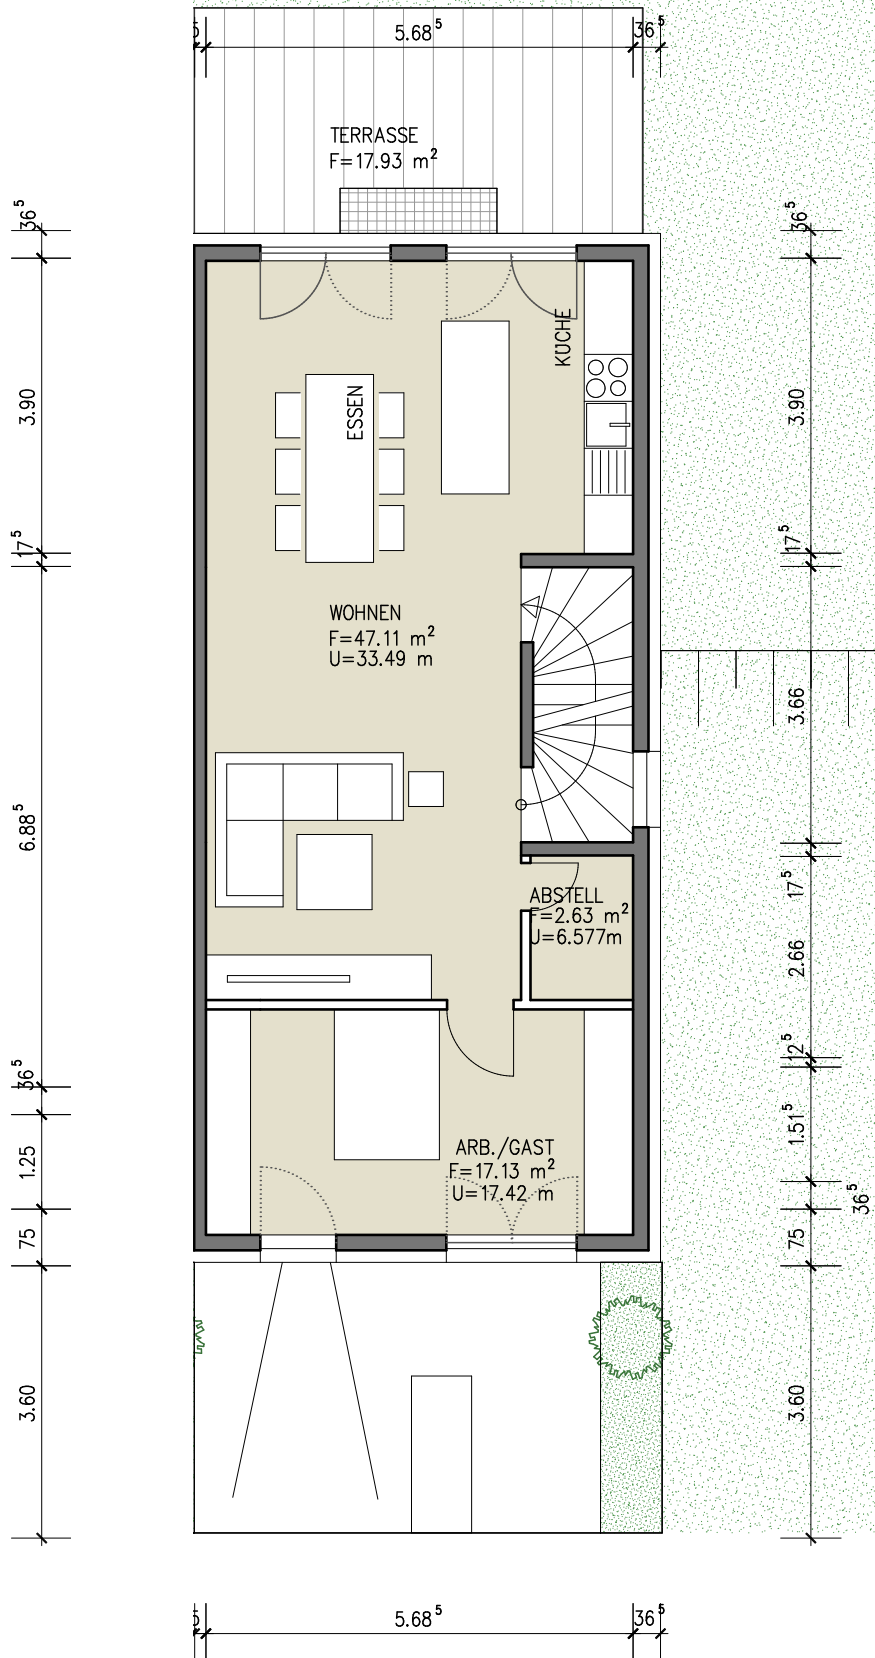 5
5.68⁵
36⁵
TERRASSE
F=17.93 m²
36⁵
36⁵
KÜCHE
3.90
ESSEN
3.90
17⁵
17⁵
WOHNEN
F=47.11 m²
U=33.49 m
3.66
6.88⁵
17⁵
ABSTELL
F=2.63 m²
U=6.577m
2.66
36⁵
12⁵
1.25
1.51⁵
ARB./GAST
F=17.13 m²
U=17.42 m
36⁵
75
75
3.60
3.60
5
5.68⁵
36⁵